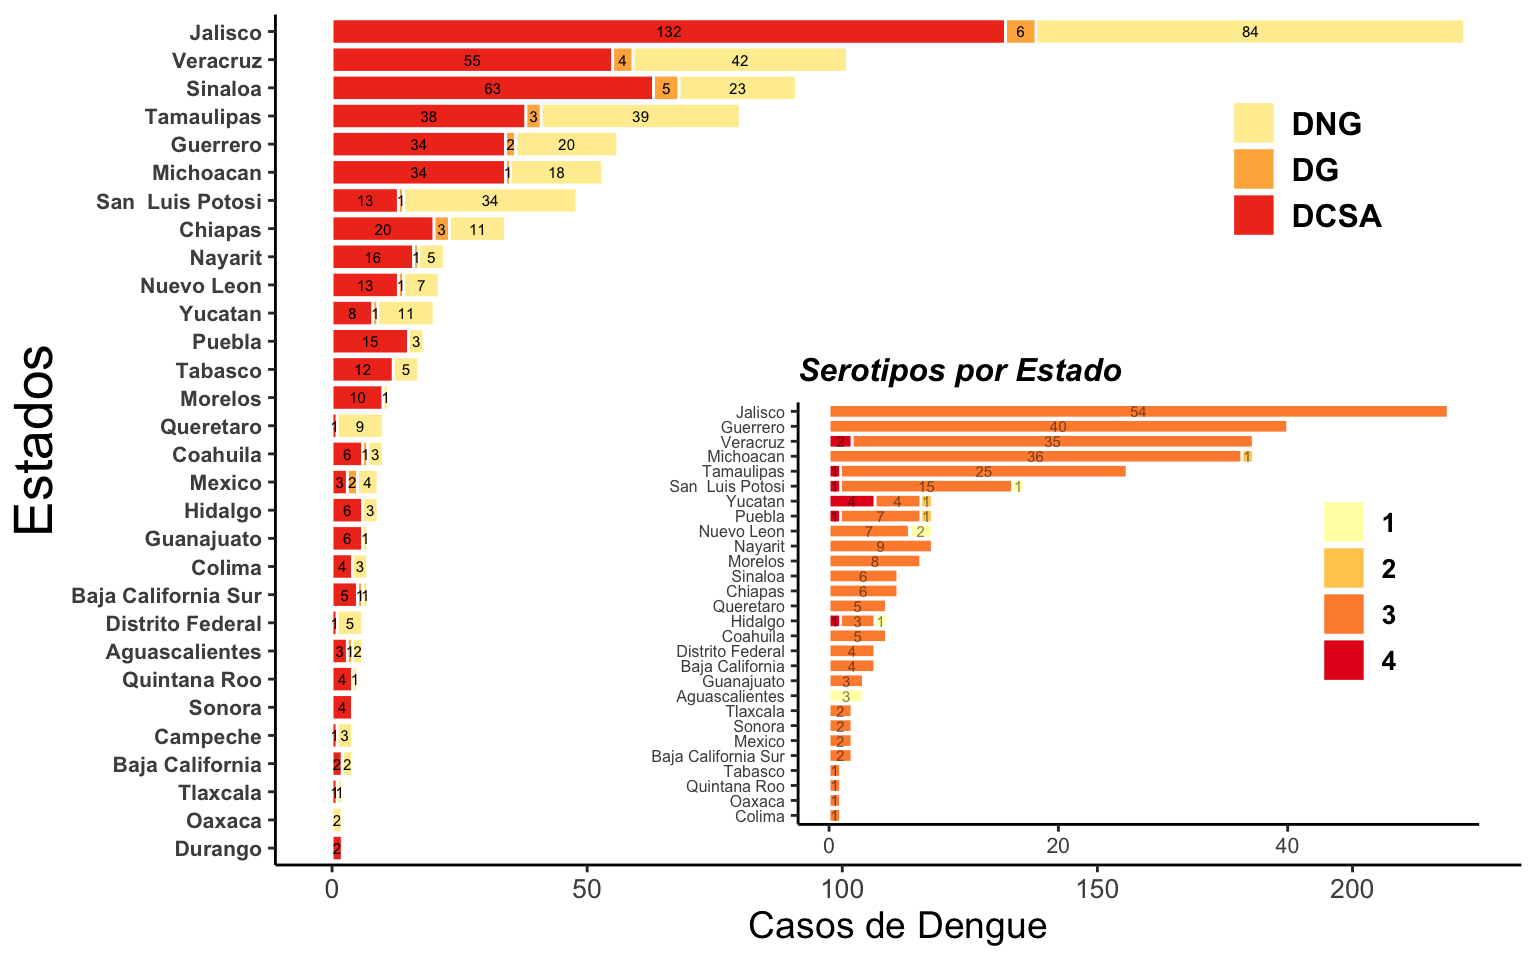 Jalisco 132 6 84
Veracruz 55 4 42
Sinaloa 63 5 23
Tamaulipas 38 3 39
Guerrero 34 2 20
Michoacan 34 1 18
San  Luis Potosi 13 1 34
Chiapas 20 3 11
Nayarit 16 1 5
Nuevo Leon 13 1 7
Yucatan 8 1 11
Puebla 15 3
Tabasco 12 5
Morelos 10 1
Queretaro 1 9
Coahuila 6 1 3
Mexico 3 2 4
Hidalgo 6 3
Guanajuato 6 1
Colima 4 3
Baja California Sur 5 1 1
Distrito Federal 1 5
Aguascalientes 3 1 2
Quintana Roo 4 1
Sonora 4
Campeche 1 3
Baja California 2 2
Tlaxcala 1 1
Oaxaca 2
Durango 2
0 50 100 150 200
Casos de Dengue
Estados
DNG
DG
DCSA
Serotipos por Estado
Jalisco 54
Guerrero 40
Veracruz 2 35
Michoacan 36 1
Tamaulipas 1 25
San  Luis Potosi 1 15 1
Yucatan 4 4 1
Puebla 1 7 1
Nuevo Leon 7 2
Nayarit 9
Morelos 8
Sinaloa 6
Chiapas 6
Queretaro 5
Hidalgo 1 3 1
Coahuila 5
Distrito Federal 4
Baja California 4
Guanajuato 3
Aguascalientes 3
Tlaxcala 2
Sonora 2
Mexico 2
Baja California Sur 2
Tabasco 1
Quintana Roo 1
Oaxaca 1
Colima 1
0 20 40
1
2
3
4